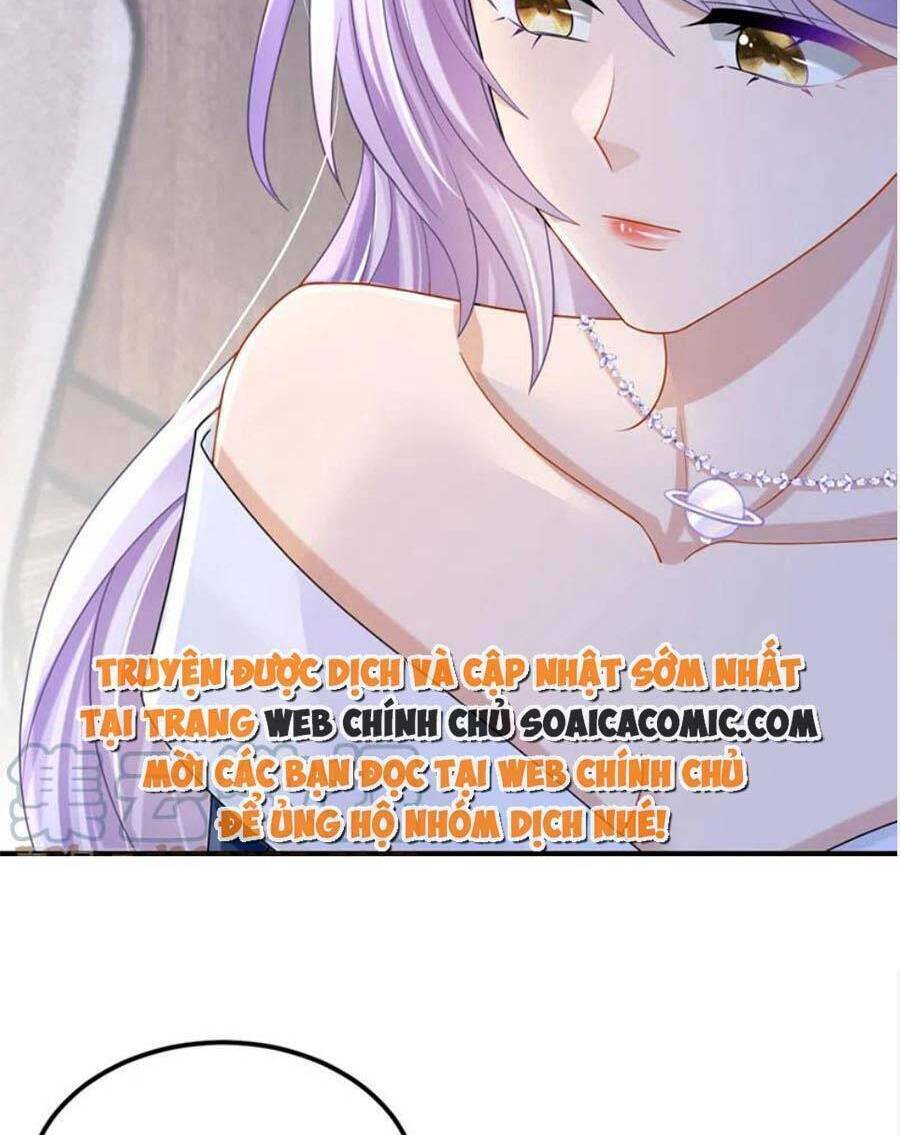 TRUYỆN ĐƯỢC DỊCH VÀ CẬP NHẬT SỚM NHẤT
TẠI TRANG WEB CHÍNH CHỦ SOAICACOMIC.COM
MỜI CÁC BẠN ĐỌC TẠI WEB CHÍNH CHỦ
ĐỂ ỦNG HỘ NHÓM DỊCH NHÉ!